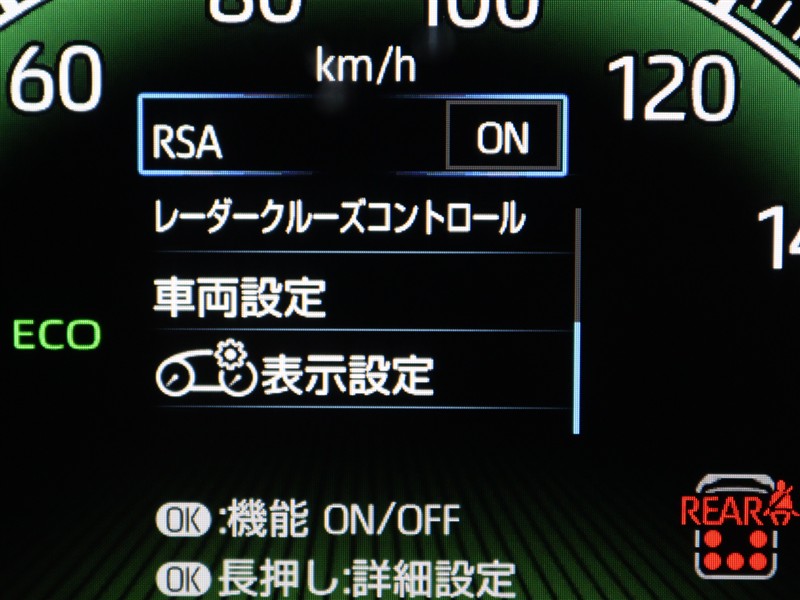 80 100
60 km/h 120
RSA ON
レーダークルーズコントロール
車両設定
ECO
表示設定
OK:機能 ON/OFF
REAR
OK長押し:詳細設定